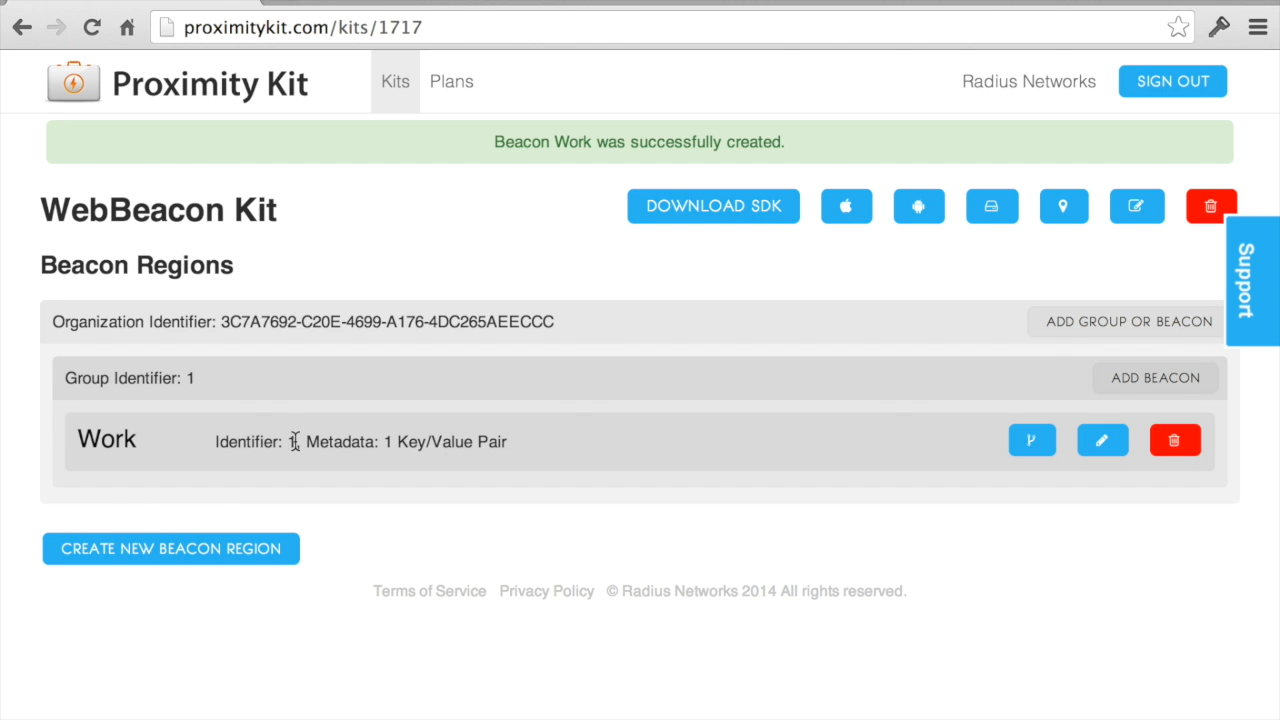 proximitykit.com/kits/1717
Proximity Kit
Kits
Plans
Radius Networks
SIGN OUT
Beacon Work was successfully created.
WebBeacon Kit
DOWNLOAD SDK
Support
Beacon Regions
Organization Identifier: 3C7A7692-C20E-4699-A176-4DC265AEECCC
ADD GROUP OR BEACON
Group Identifier: 1
ADD BEACON
Work
Identifier: 1, Metadata: 1 Key/Value Pair
CREATE NEW BEACON REGION
Terms of Service Privacy Policy © Radius Networks 2014 All rights reserved.